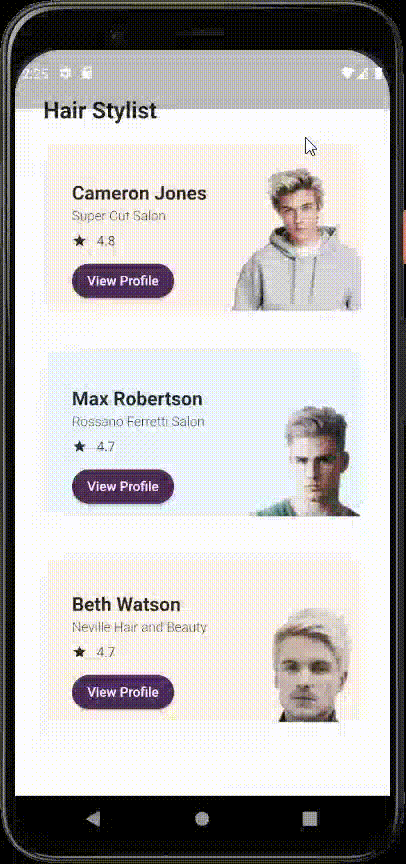 2:25
Hair Stylist
Cameron Jones
Super Cut Salon
4.8
View Profile
Max Robertson
Rossano Ferretti Salon
4.7
View Profile
Beth Watson
Neville Hair and Beauty
4.7
View Profile